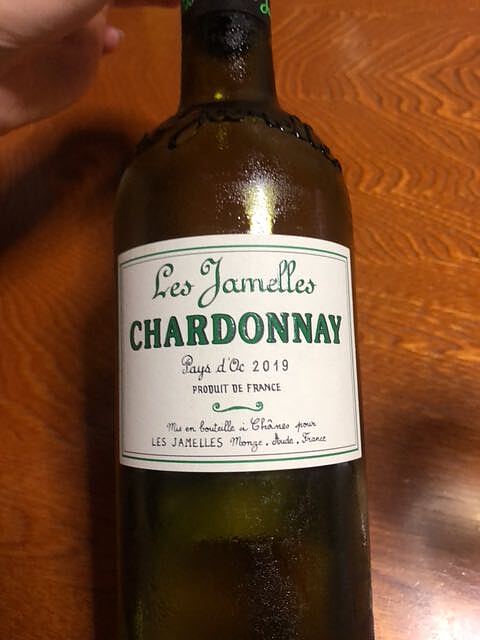 Les Jamelles
CHARDONNAY
Pays d'Oc 2019
PRODUIT DE FRANCE
Mis en bouteille à Chânes pour
LES JAMELLES Monze, Aude, France